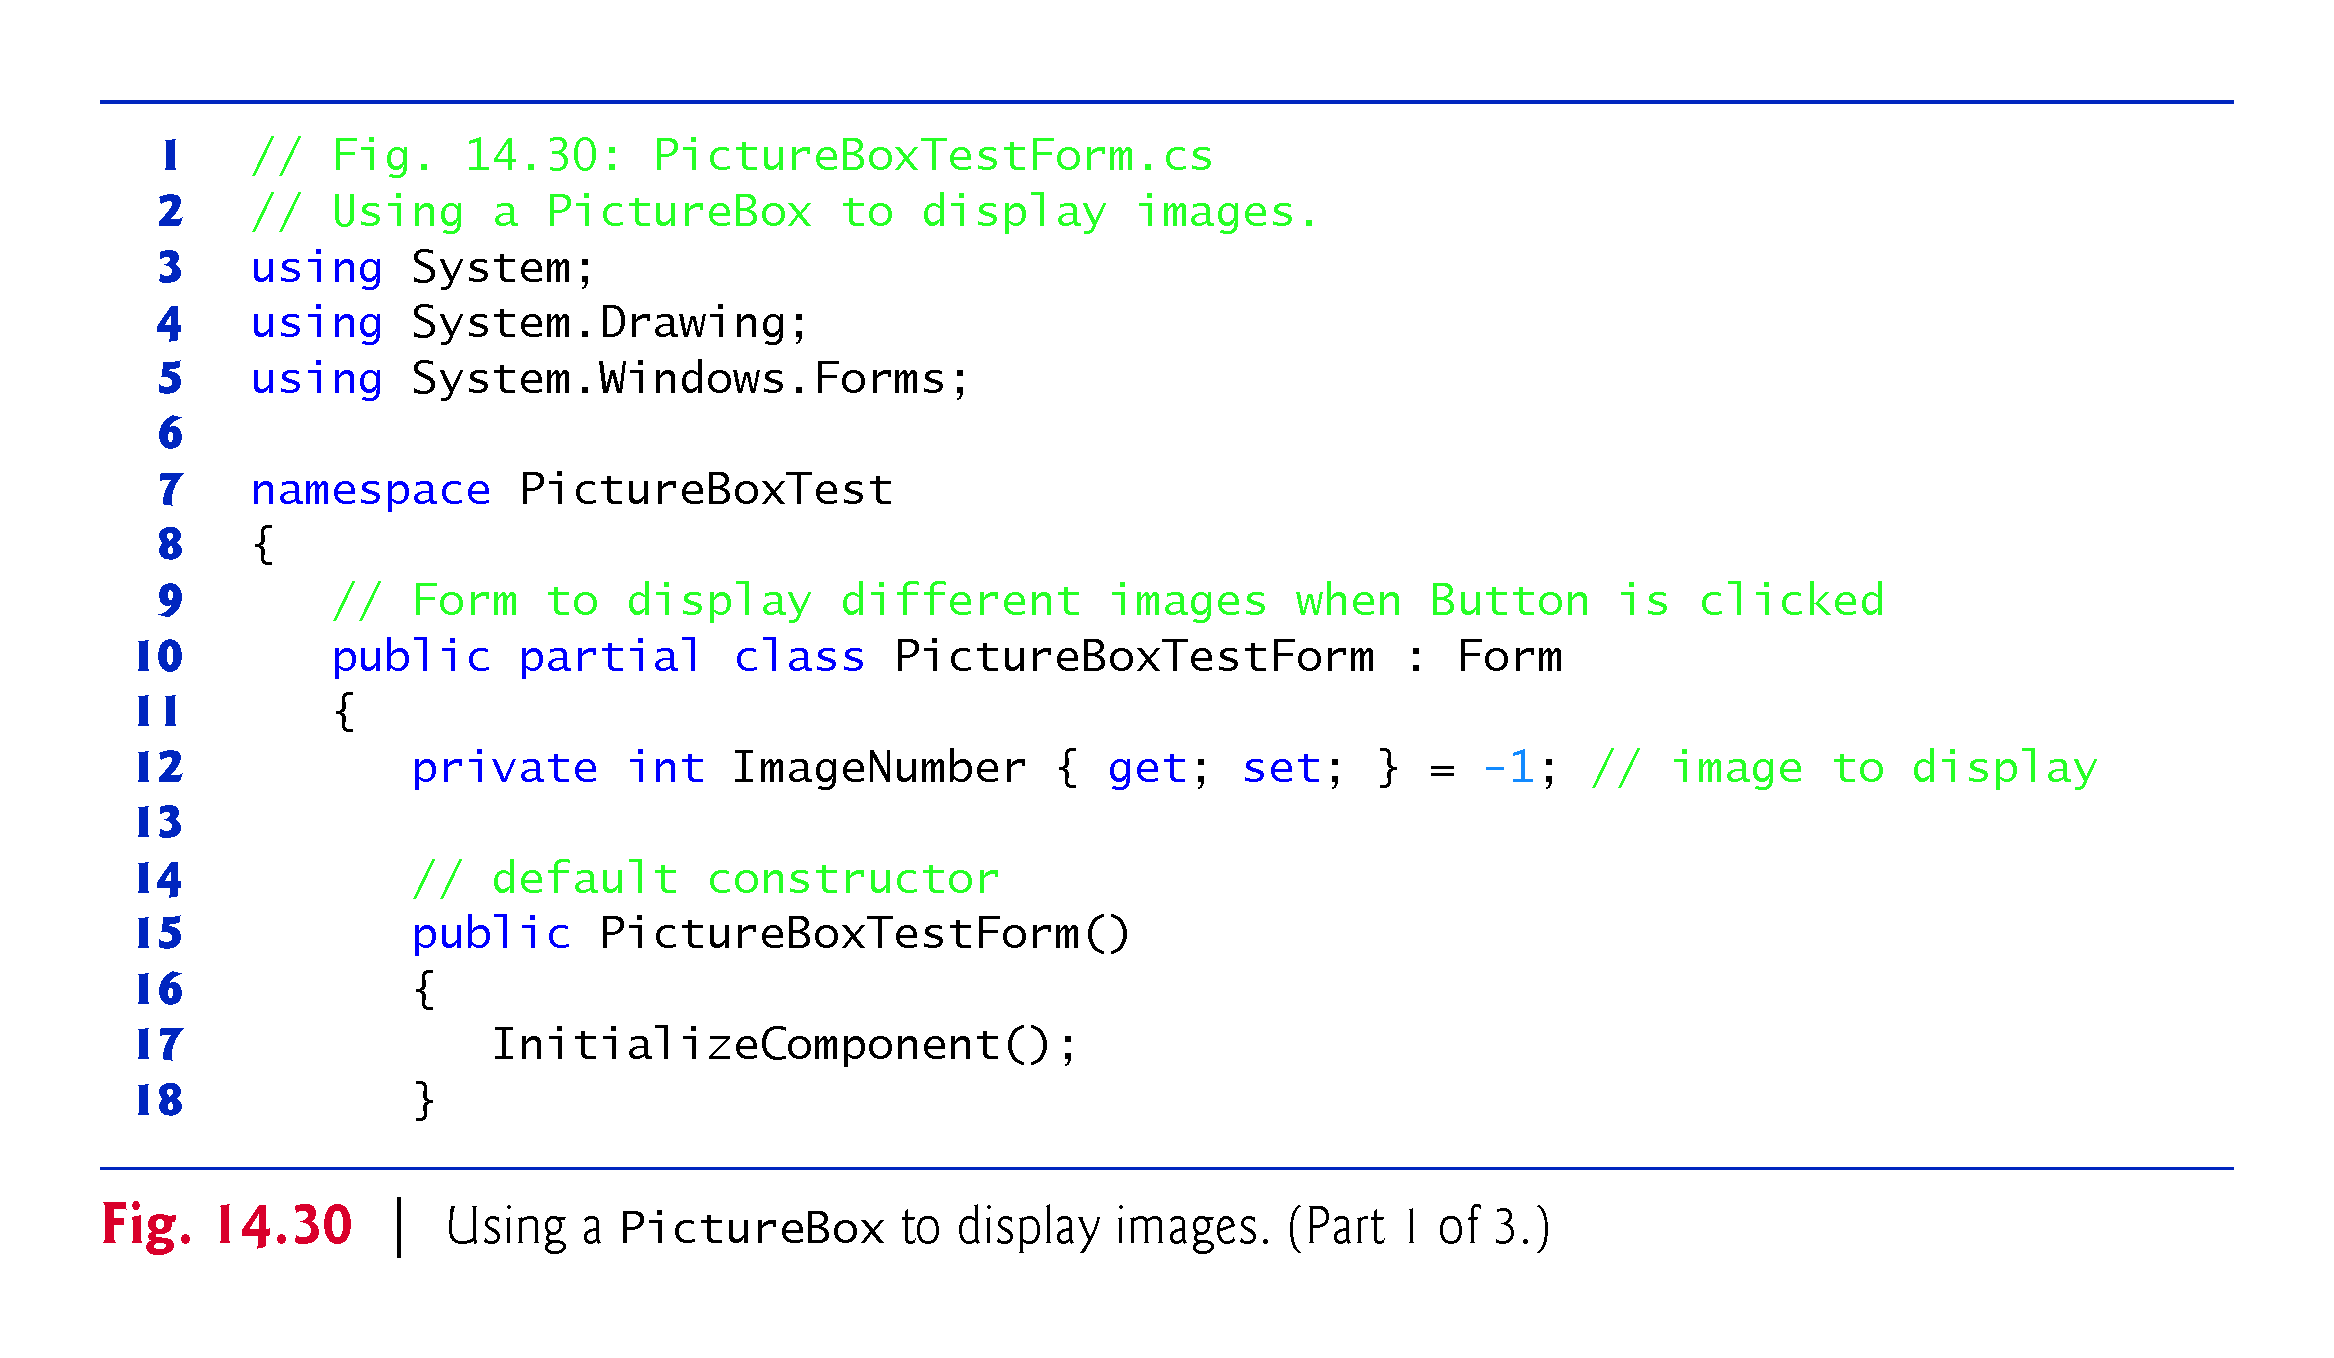 1 // Fig. 14.30: PictureBoxTestForm.cs
2 // Using a PictureBox to display images.
3 using System;
4 using System.Drawing;
5 using System.Windows.Forms;
6
7 namespace PictureBoxTest
8 {
9    // Form to display different images when Button is clicked
10    public partial class PictureBoxTestForm : Form
11    {
12       private int ImageNumber { get; set; } = -1; // image to display
13
14       // default constructor
15       public PictureBoxTestForm()
16       {
17          InitializeComponent();
18       }
Fig. 14.30 | Using a PictureBox to display images. (Part 1 of 3.)